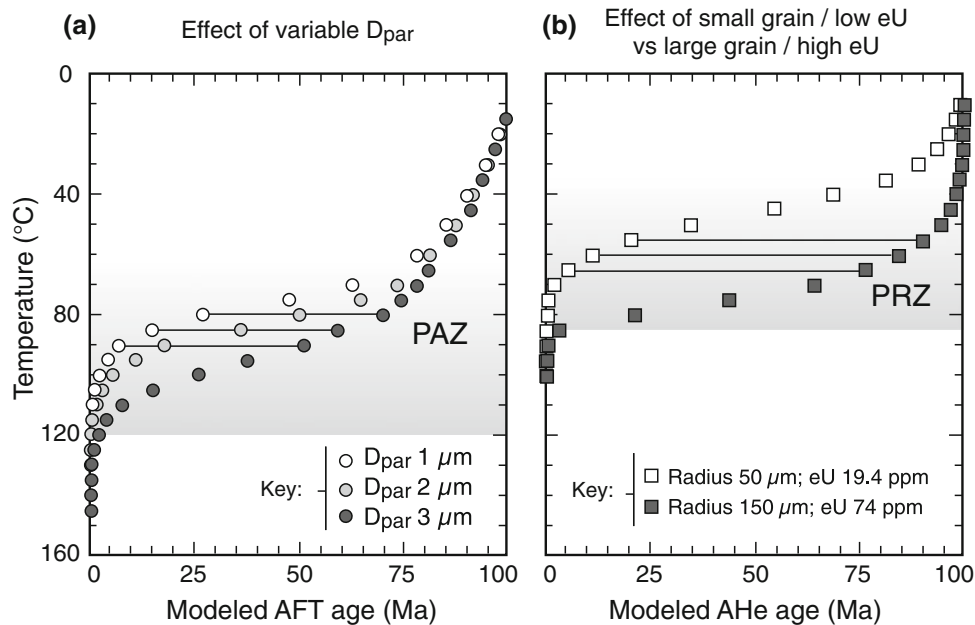 (a)
Effect of variable Dpar
(b)
Effect of small grain / low eU
vs large grain / high eU
Temperature (°C)
0
40
80
120
160
PAZ
Key:
Dpar 1 µm
Dpar 2 µm
Dpar 3 µm
0 25 50 75 100
Modeled AFT age (Ma)
PRZ
Key:
Radius 50 µm; eU 19.4 ppm
Radius 150 µm; eU 74 ppm
0 25 50 75 100
Modeled AHe age (Ma)